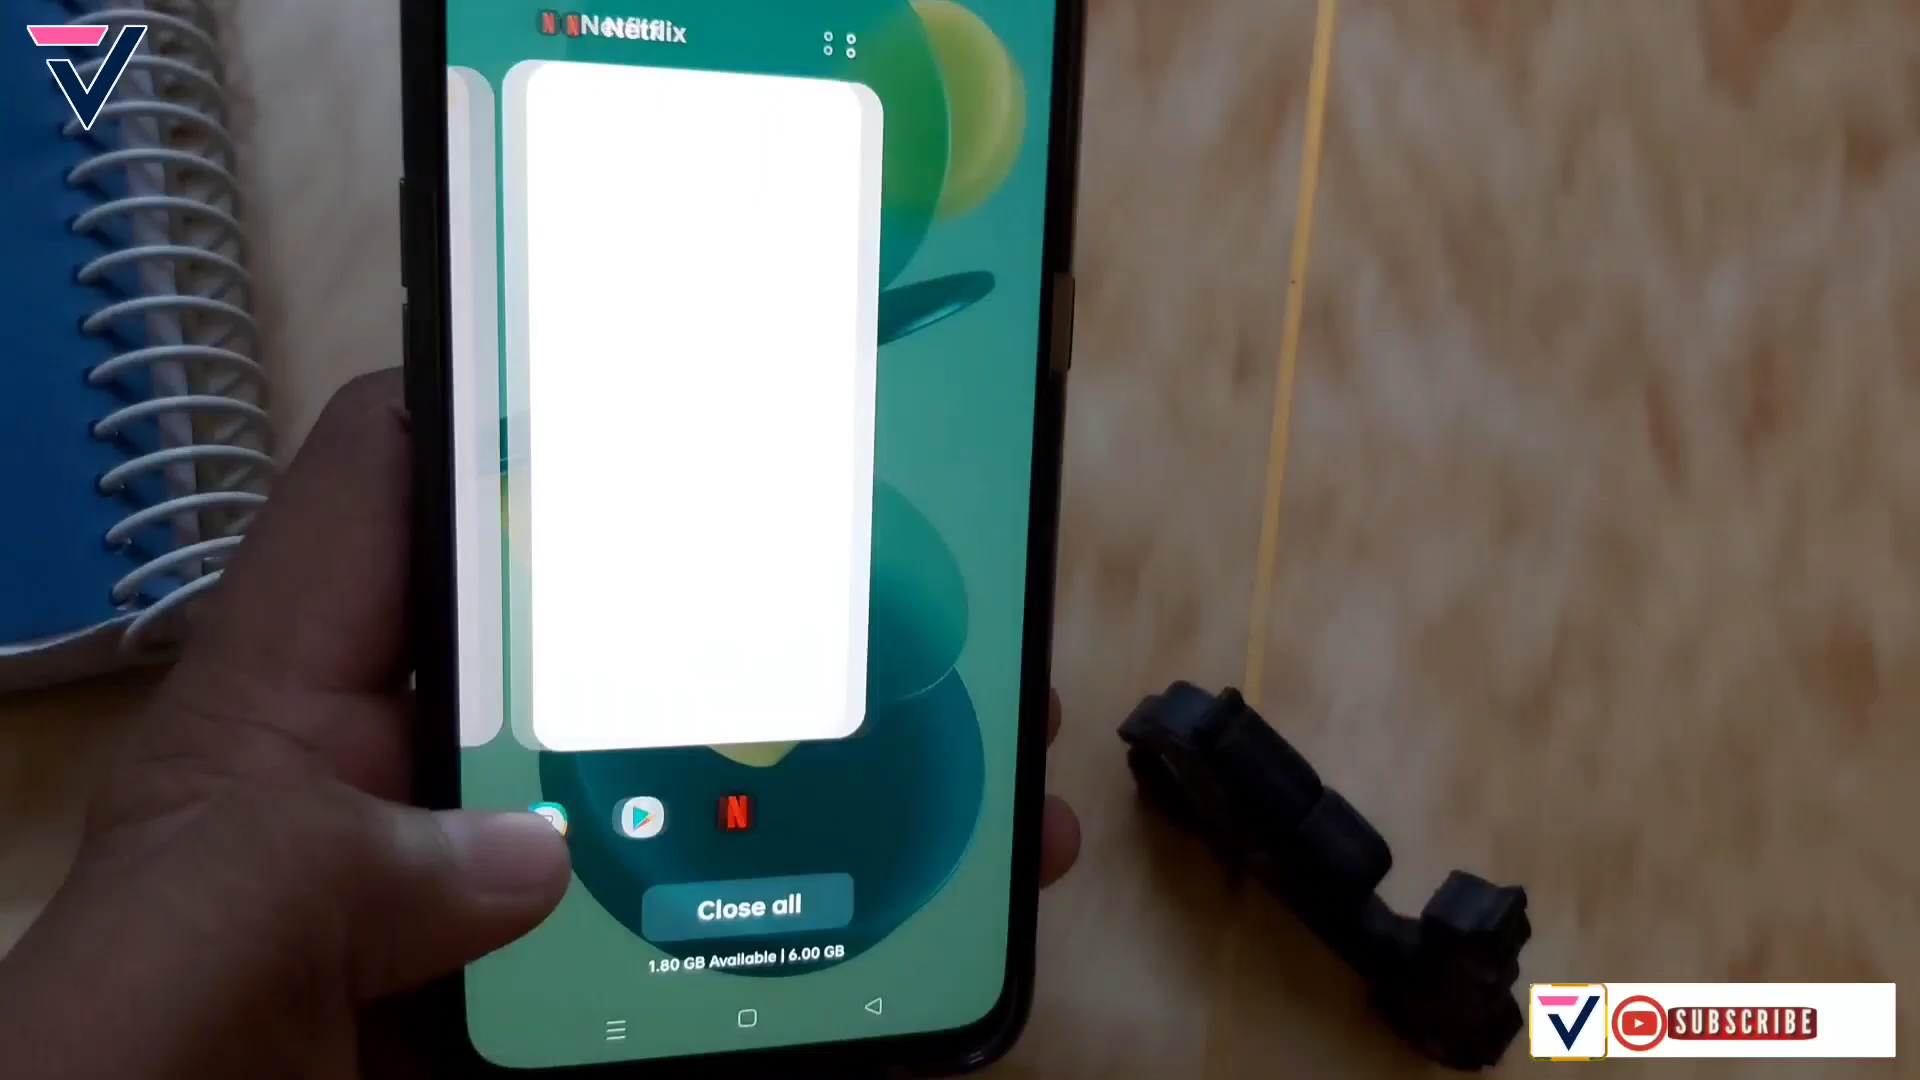 Netflix
N
Close all
1.80 GB Available | 6.00 GB
SUBSCRIBE